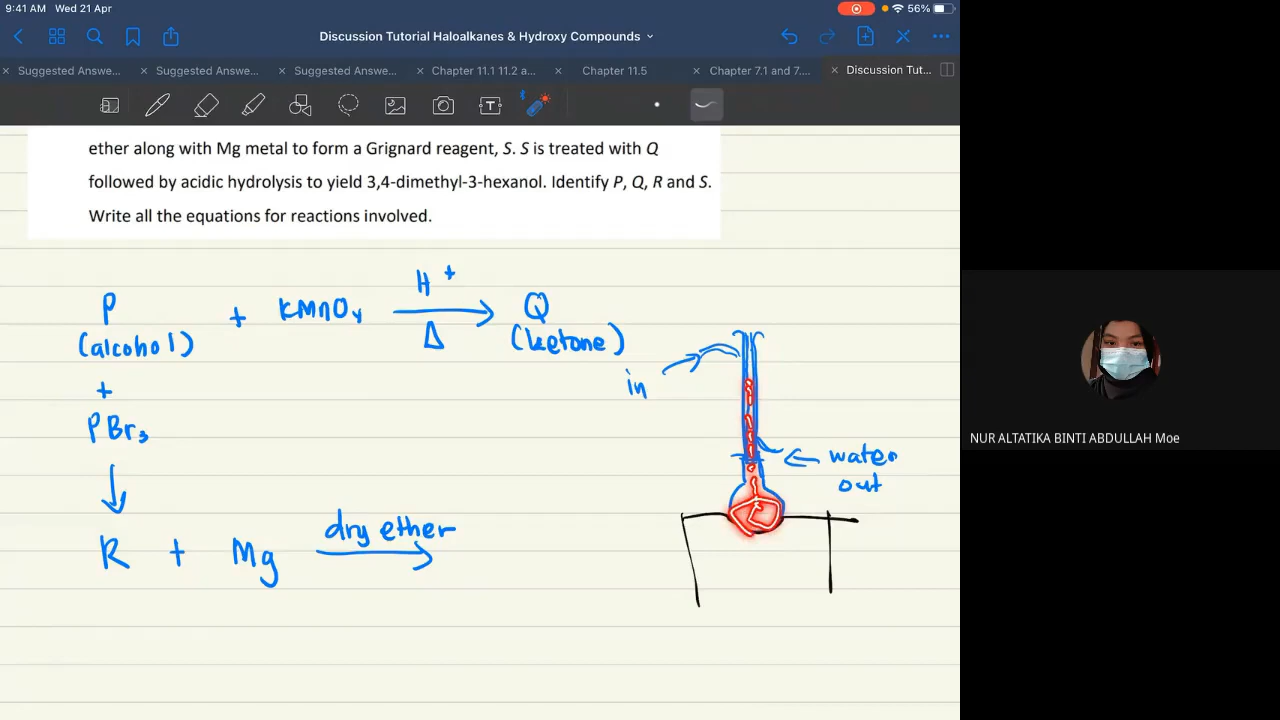 9:41 AM Wed 21 Apr
56%
Discussion Tutorial Haloalkanes & Hydroxy Compounds
Suggested Answe...
Suggested Answe...
Suggested Answe...
Chapter 11.1 11.2 a...
Chapter 11.5
Chapter 7.1 and 7....
Discussion Tut...
ether along with Mg metal to form a Grignard reagent, S. S is treated with Q
followed by acidic hydrolysis to yield 3,4-dimethyl-3-hexanol. Identify P, Q, R and S.
Write all the equations for reactions involved.
P + KMnO4 H+ Δ Q
(alcohol) (ketone)
+
PBr3
R + Mg dry ether
in
water
out
NUR ALTATIKA BINTI ABDULLAH Moe